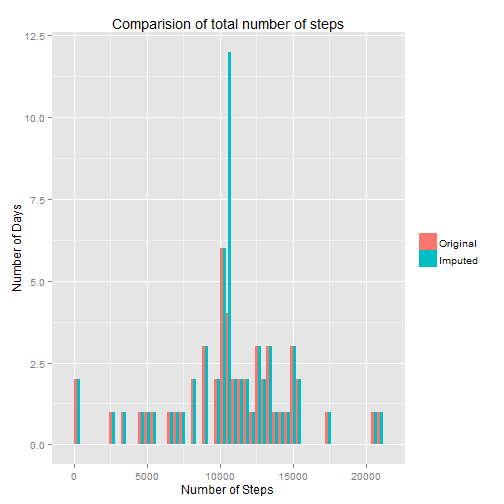 Comparision of total number of steps
12.5
10.0
7.5
5.0
2.5
0.0
Number of Days
0 5000 10000 15000 20000
Number of Steps
Original
Imputed